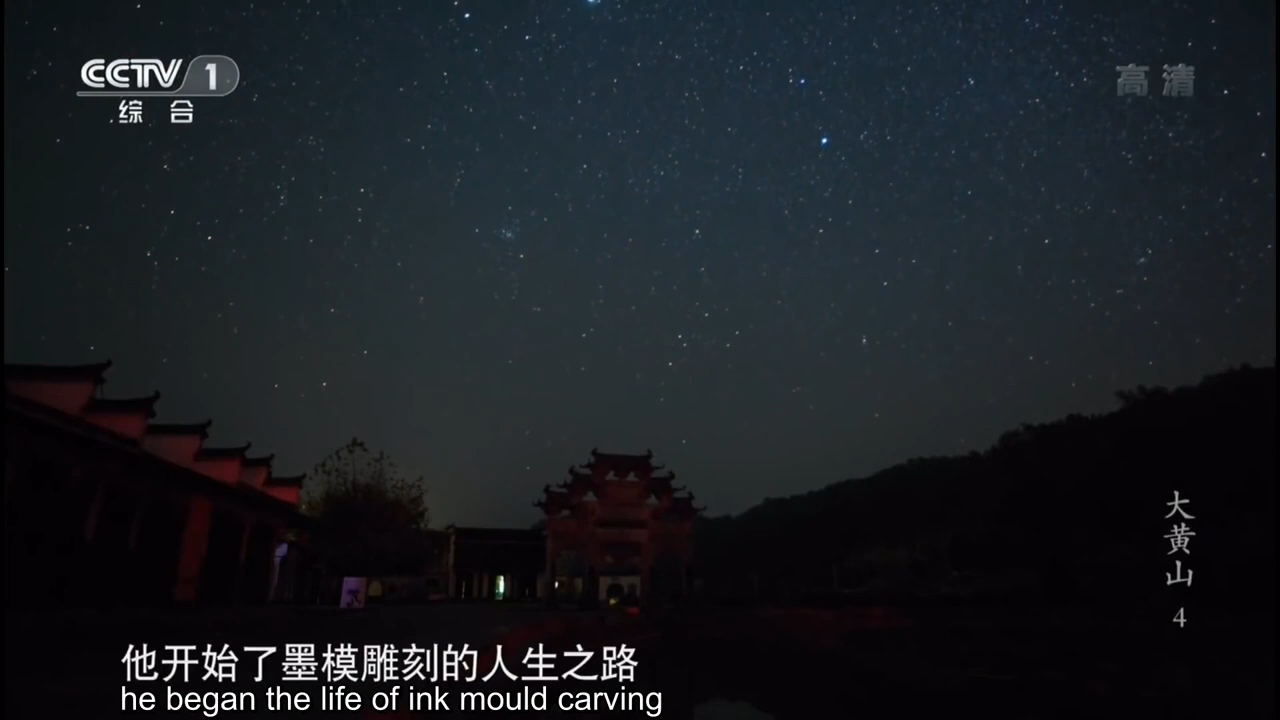 CCTV 1
综合
高清
大黄山
4
他开始了墨模雕刻的人生之路
he began the life of ink mould carving